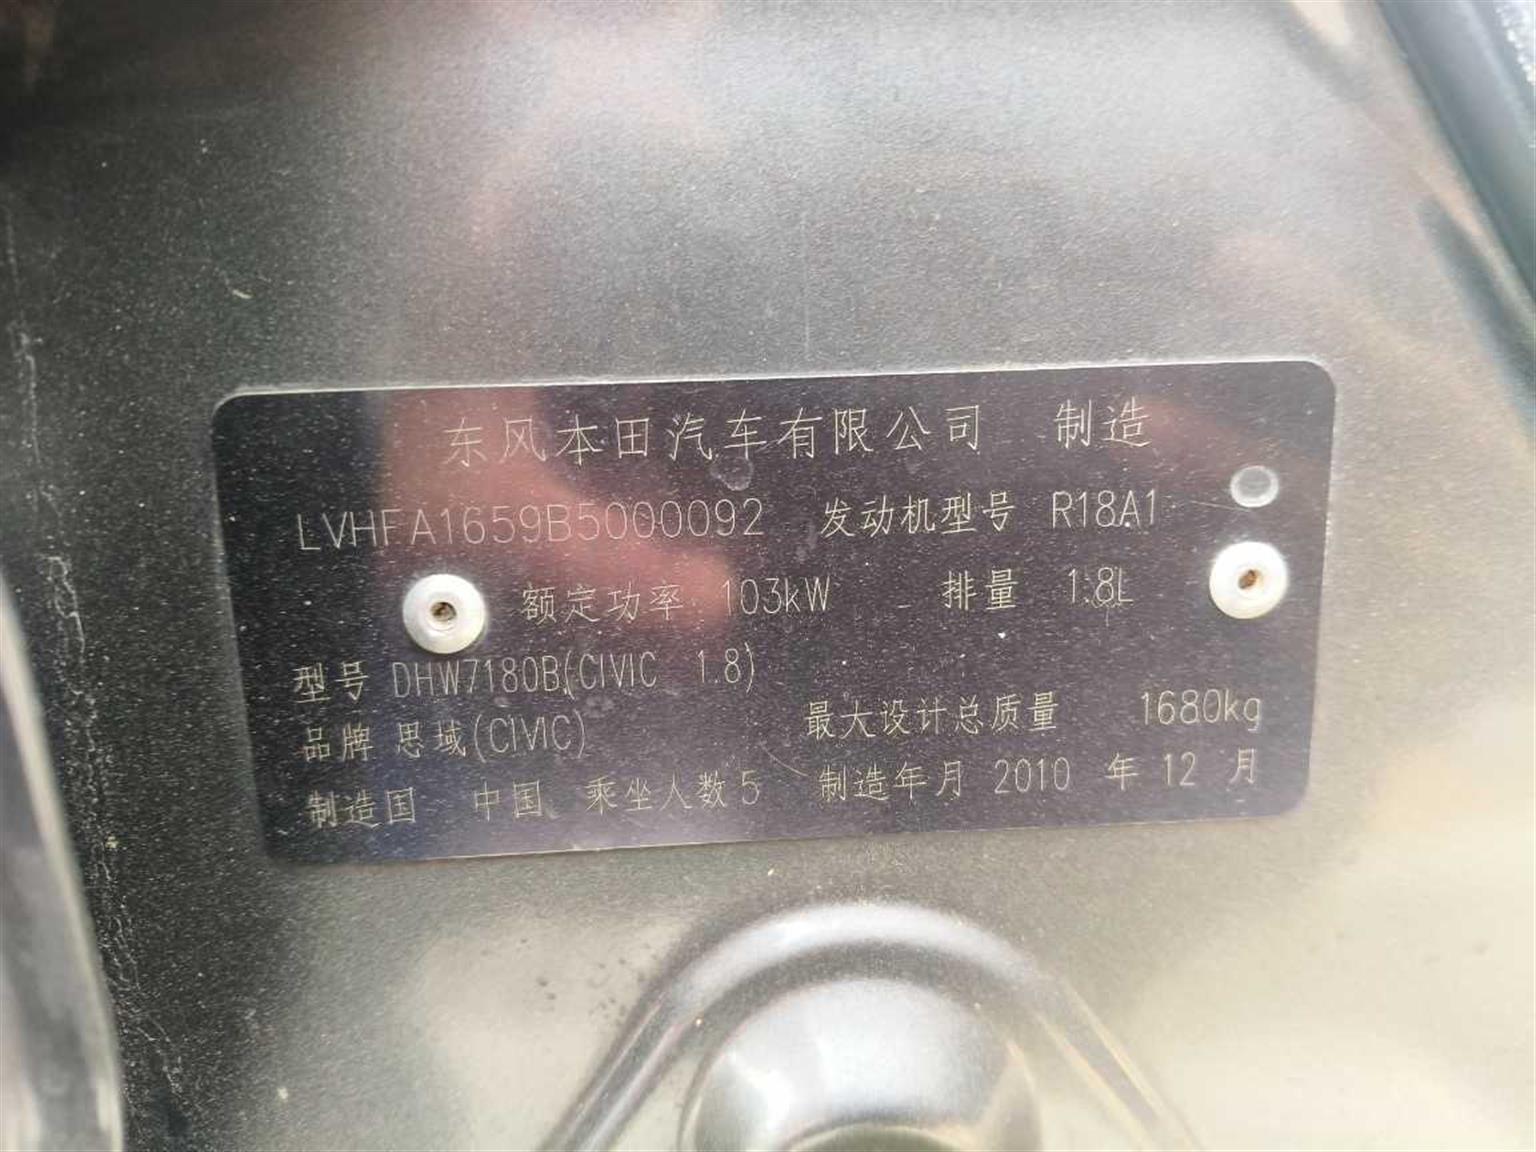 东风本田汽车有限公司 制造
LVHFA1659B5000092 发动机型号 R18A1
额定功率 103kW 排量 1.8L
型号 DHW7180B(CIVIC 1.8)
品牌 思域(CIVIC) 最大设计总质量 1680kg
制造国 中国 乘坐人数 5 制造年月 2010 年 12 月